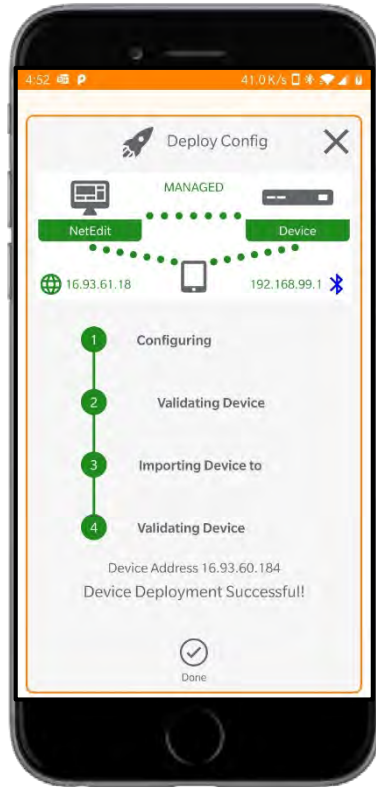 4:52 P 41.0 K/s
Deploy Config
MANAGED
NetEdit Device
16.93.61.18 192.168.99.1
1 Configuring
2 Validating Device
3 Importing Device to
4 Validating Device
Device Address 16.93.60.184
Device Deployment Successful!
Done